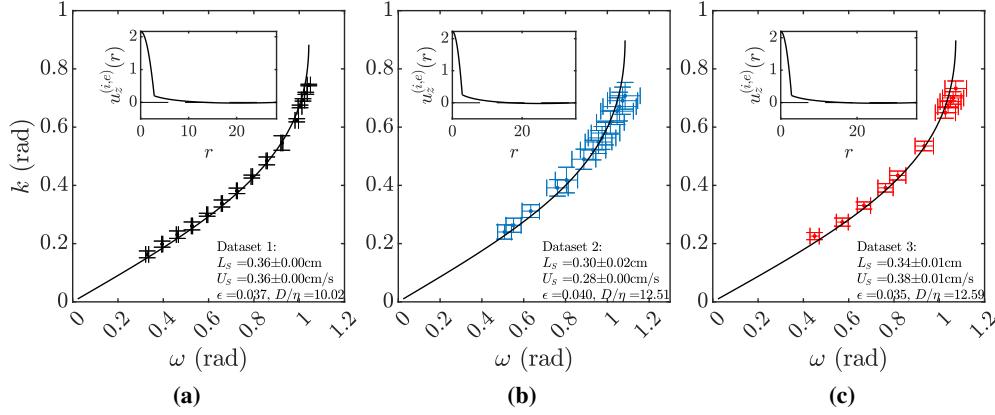 1
0.8
0.6
0.4
0.2
0
k (rad)
2
1
0
u_z^{(i,e)}(r)
0 10 20
r
Dataset 1:
L_S =0.36±0.00cm
U_S =0.36±0.00cm/s
ϵ =0.037, D/η =10.02
0 0.2 0.4 0.6 0.8 1 1.2
ω (rad)
(a)
1
0.8
0.6
0.4
0.2
0
2
1
0
u_z^{(i,e)}(r)
0 10 20
r
Dataset 2:
L_S =0.30±0.02cm
U_S =0.28±0.00cm/s
ϵ =0.040, D/η =12.51
0 0.2 0.4 0.6 0.8 1 1.2
ω (rad)
(b)
1
0.8
0.6
0.4
0.2
0
2
1
0
u_z^{(i,e)}(r)
0 10 20
r
Dataset 3:
L_S =0.34±0.01cm
U_S =0.38±0.01cm/s
ϵ =0.035, D/η =12.59
0 0.2 0.4 0.6 0.8 1 1.2
ω (rad)
(c)